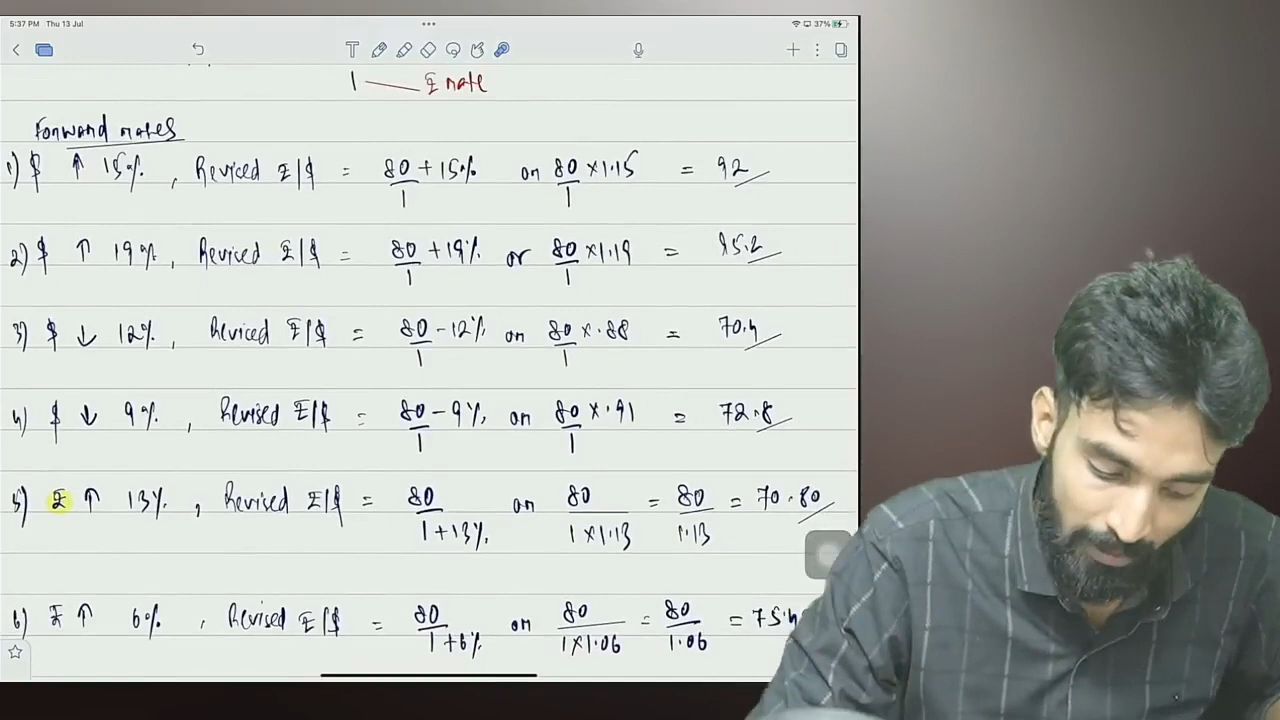 5:37 PM Thu 13 Jul
37%
1 —— ₹ rate
Forward rates
1) $ ↑ 15%, Revised ₹/$ = 80/1 + 15% or 80/1 × 1.15 = 92
2) $ ↑ 19%, Revised ₹/$ = 80/1 + 19% or 80/1 × 1.19 = 95.2
3) $ ↓ 12%, Revised ₹/$ = 80/1 - 12% or 80/1 × .88 = 70.4
4) $ ↓ 9%, Revised ₹/$ = 80/1 - 9% or 80/1 × .91 = 72.8
5) ₹ ↑ 13%, Revised ₹/$ = 80/1 + 13% or 80/1 × 1.13 = 80/1.13 = 70.80
6) ₹ ↑ 6%, Revised ₹/$ = 80/1 + 6% or 80/1 × 1.06 = 80/1.06 = 75.4